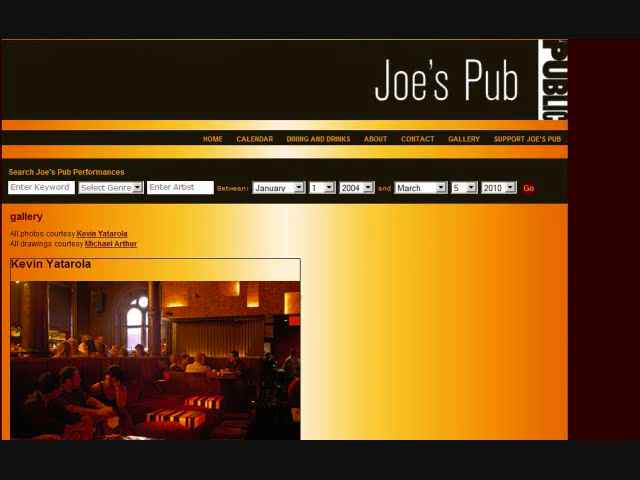 Joe's Pub
PUBLIC
HOME CALENDAR DINING AND DRINKS ABOUT CONTACT GALLERY SUPPORT JOE'S PUB
Search Joe's Pub Performances
Enter Keyword Select Genre Enter Artist Between: January 1 2004 and March 5 2010 Go
gallery
All photos courtesy Kevin Yatarola
All drawings courtesy Michael Arthur
Kevin Yatarola